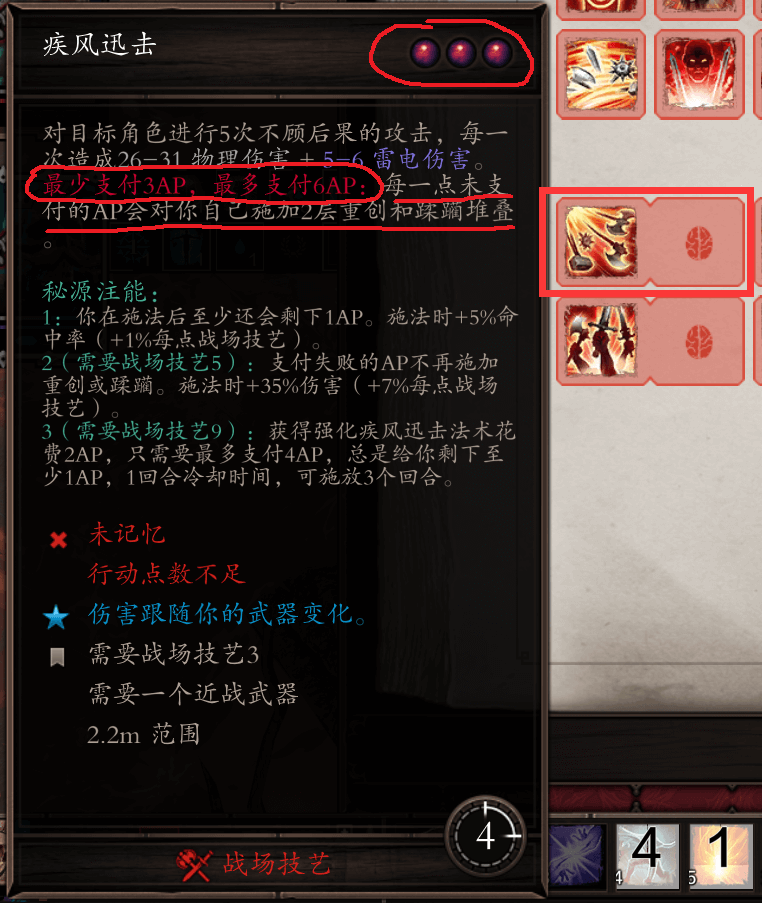 疾风迅击
对目标角色进行5次不顾后果的攻击，每一
次造成26-31 物理伤害 + 5-6 雷电伤害。
最少支付3AP，最多支付6AP：每一点未支
付的AP会对你自己施加2层重创和蹂躏堆叠
。
秘源注能：
1：你在施法后至少还会剩下1AP。施法时+5%命
中率（+1%每点战场技艺）。
2（需要战场技艺5）：支付失败的AP不再施加
重创或蹂躏。施法时+35%伤害（+7%每点战场
技艺）。
3（需要战场技艺9）：获得强化疾风迅击法术花
费2AP，只需要最多支付4AP，总是给你剩下至
少1AP，1回合冷却时间，可施放3个回合。
未记忆
行动点数不足
伤害跟随你的武器变化。
需要战场技艺3
需要一个近战武器
2.2m 范围
4
战场技艺
4 4
5 1